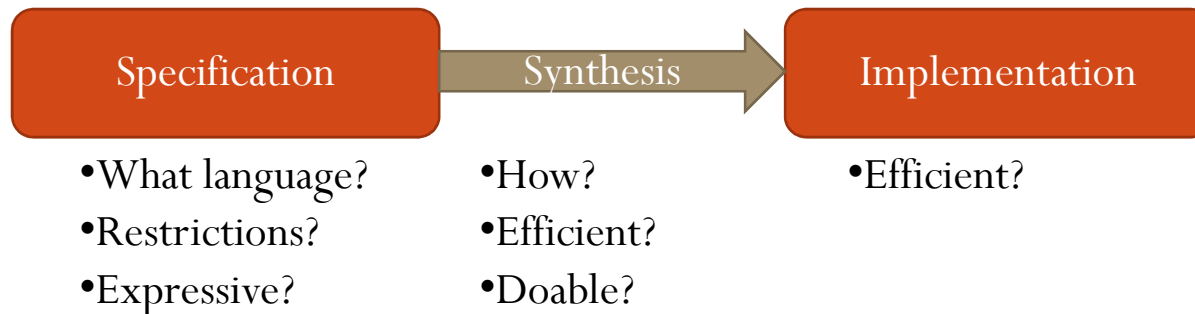 Specification
Synthesis
Implementation
•What language?
•Restrictions?
•Expressive?
•How?
•Efficient?
•Doable?
•Efficient?